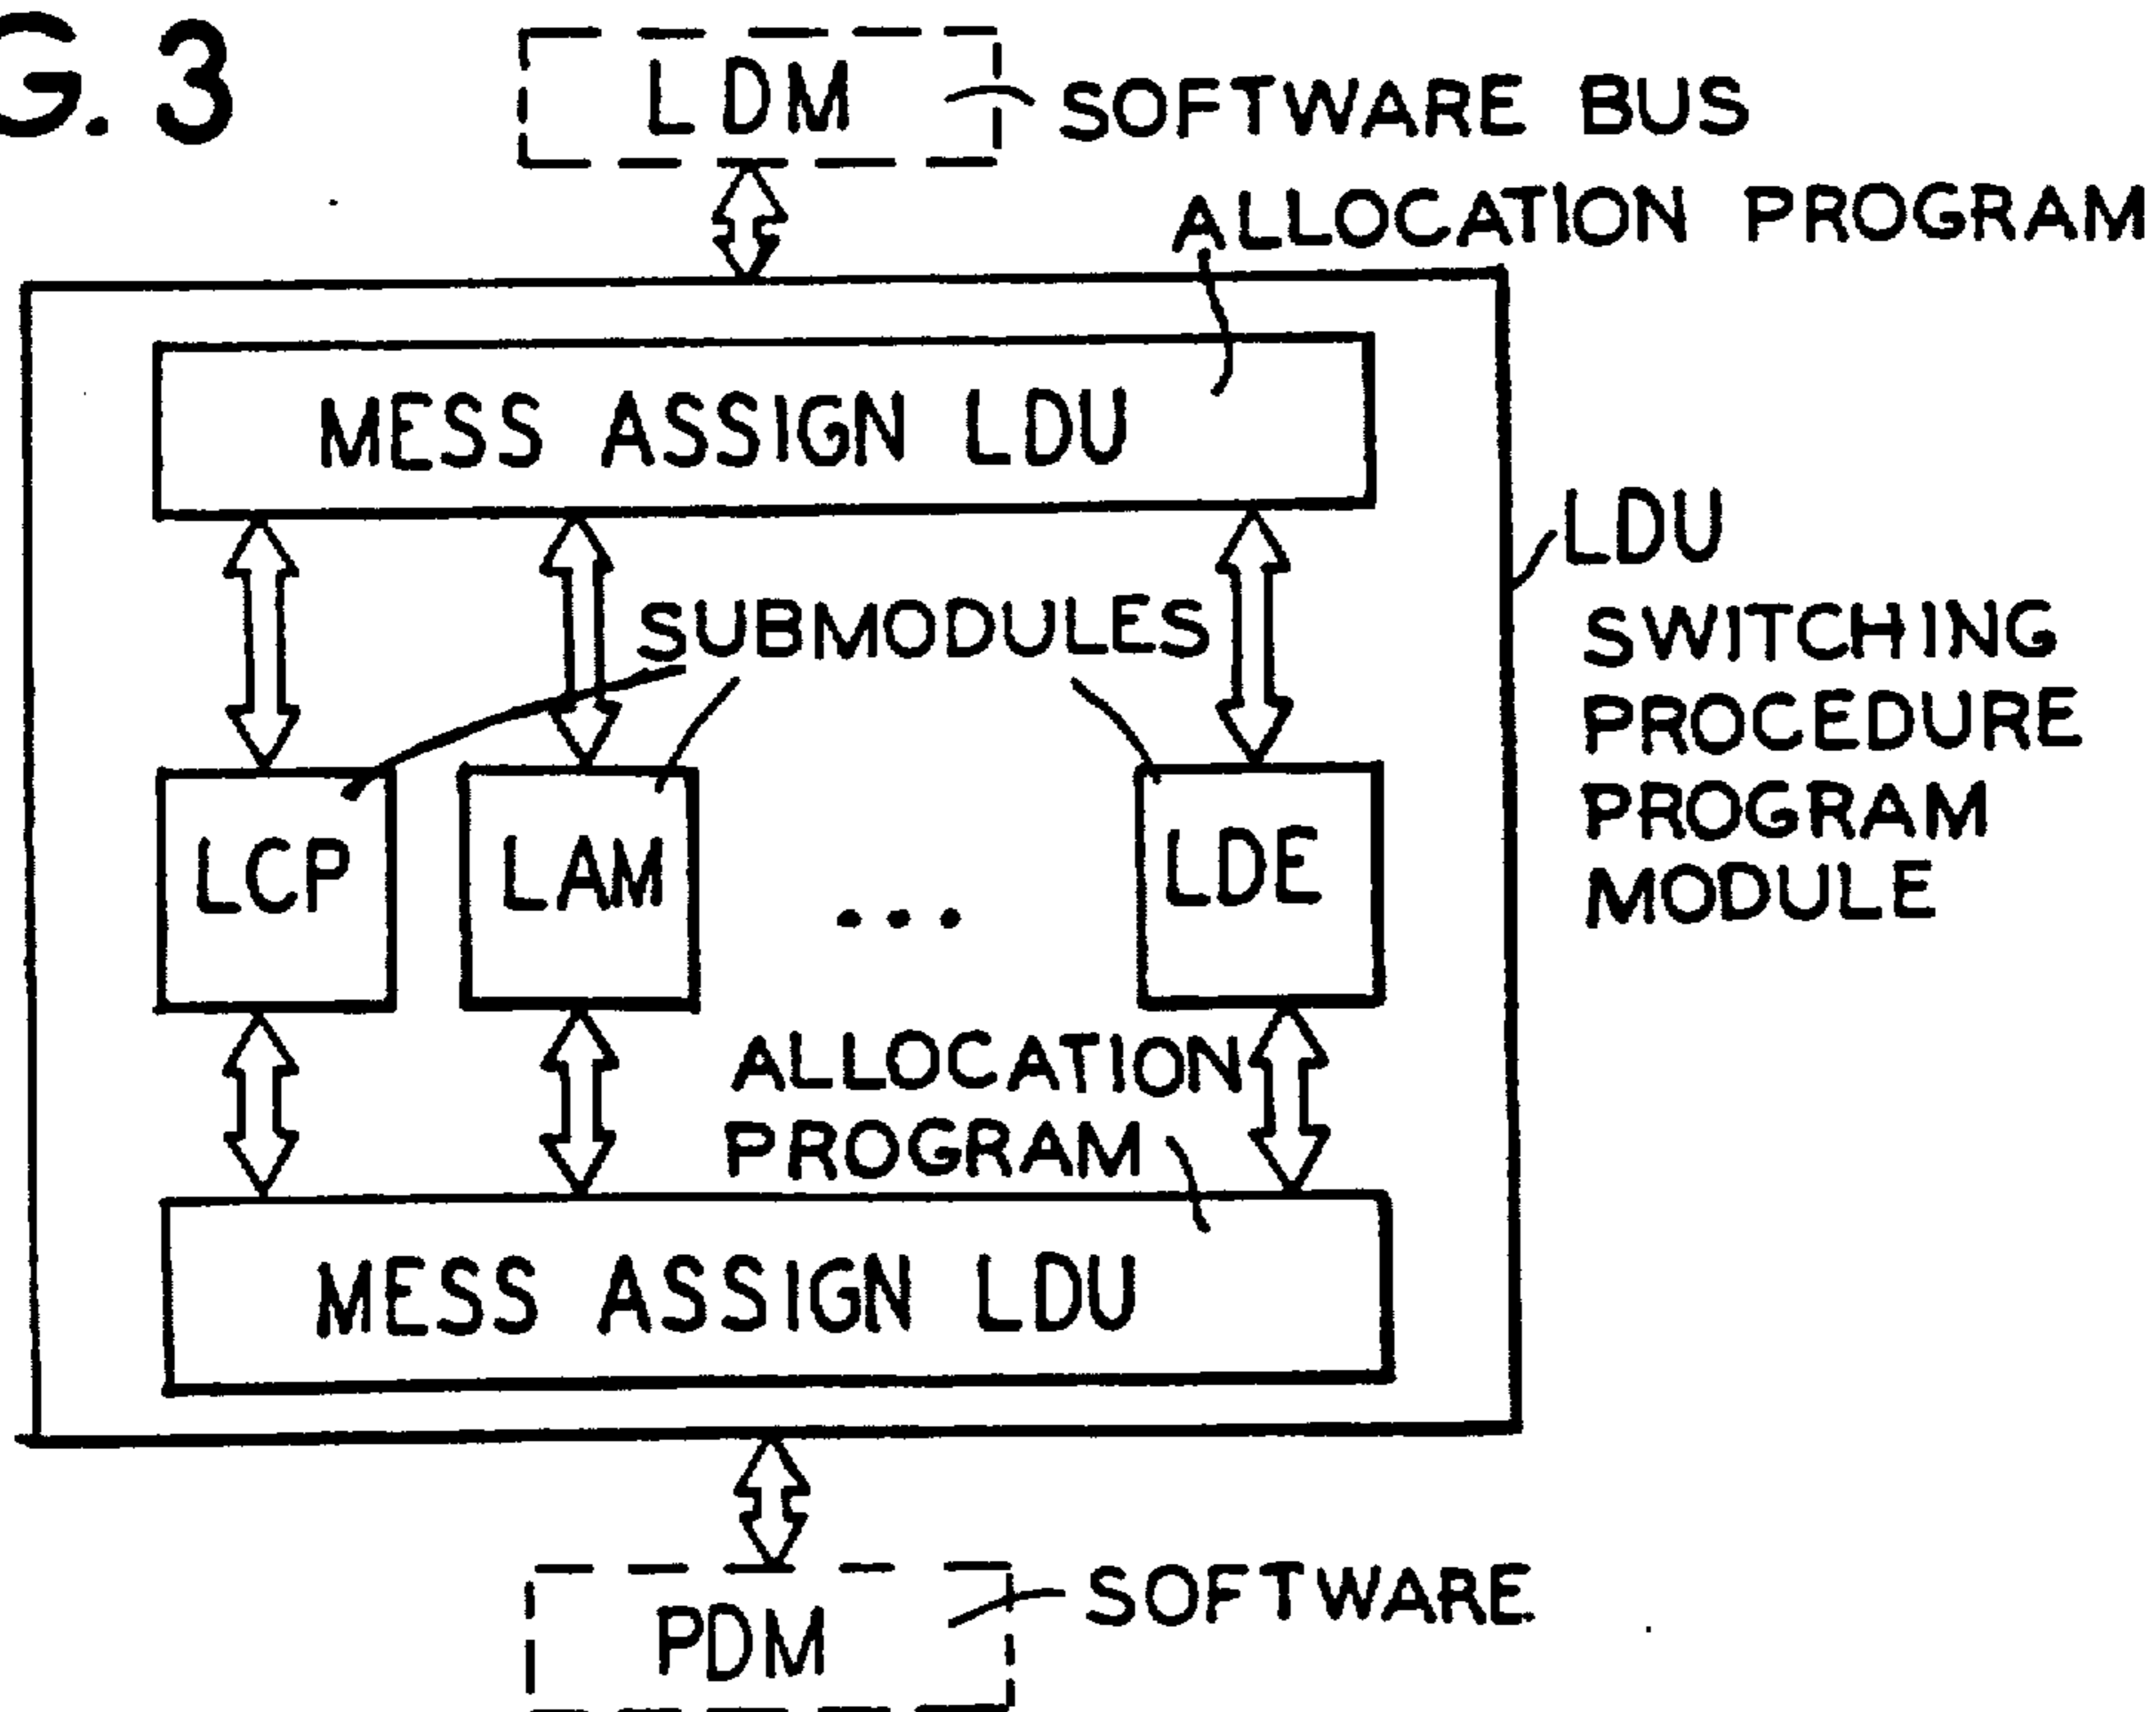 G. 3
LDM
SOFTWARE BUS
ALLOCATION PROGRAM
MESS ASSIGN LDU
LDU
SWITCHING
PROCEDURE
PROGRAM
MODULE
SUBMODULES
LCP
LAM
...
LDE
ALLOCATION
PROGRAM
MESS ASSIGN LDU
PDM
SOFTWARE